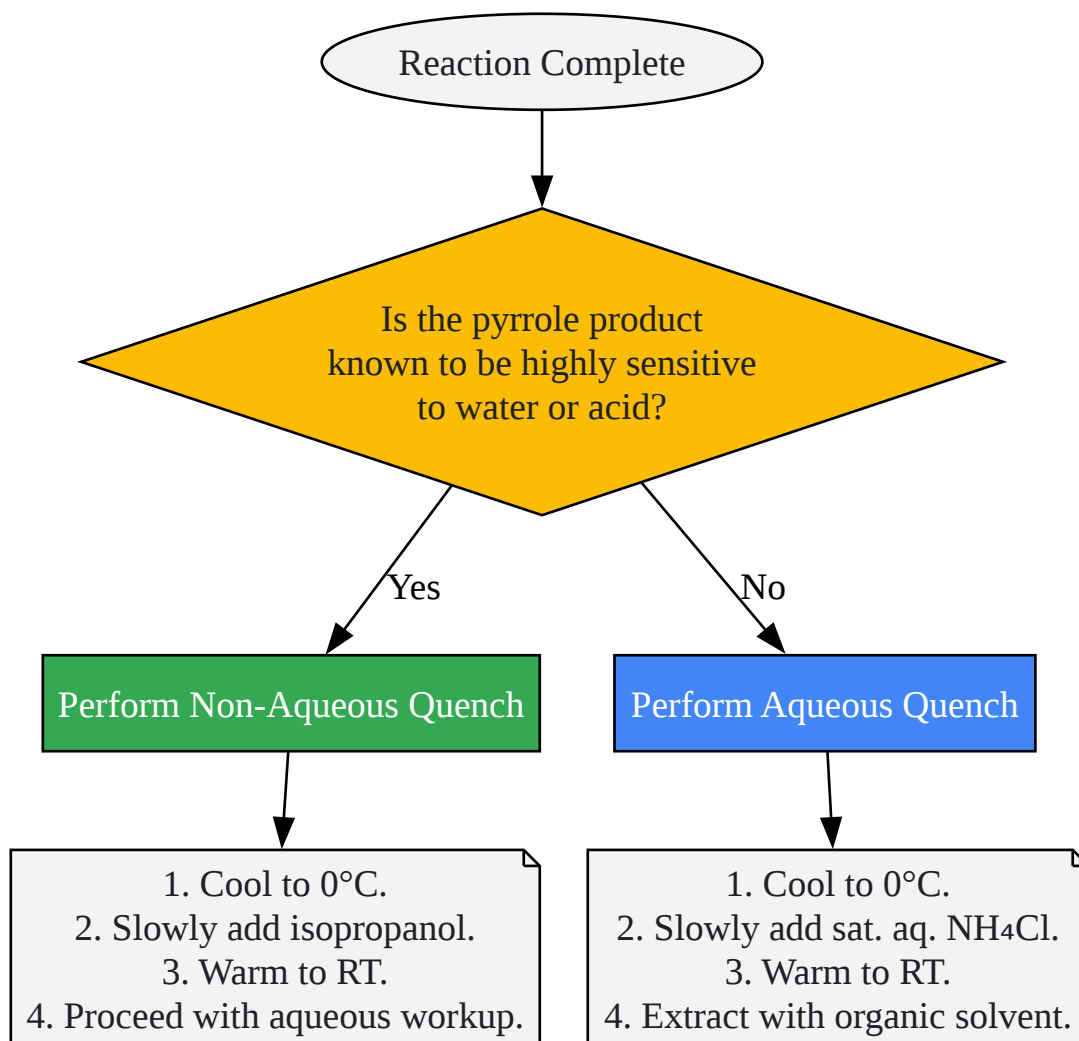 Reaction Complete
Is the pyrrole product
known to be highly sensitive
to water or acid?
Yes
No
Perform Non-Aqueous Quench
Perform Aqueous Quench
1. Cool to 0°C.
2. Slowly add isopropanol.
3. Warm to RT.
4. Proceed with aqueous workup.
1. Cool to 0°C.
2. Slowly add sat. aq. NH₄Cl.
3. Warm to RT.
4. Extract with organic solvent.